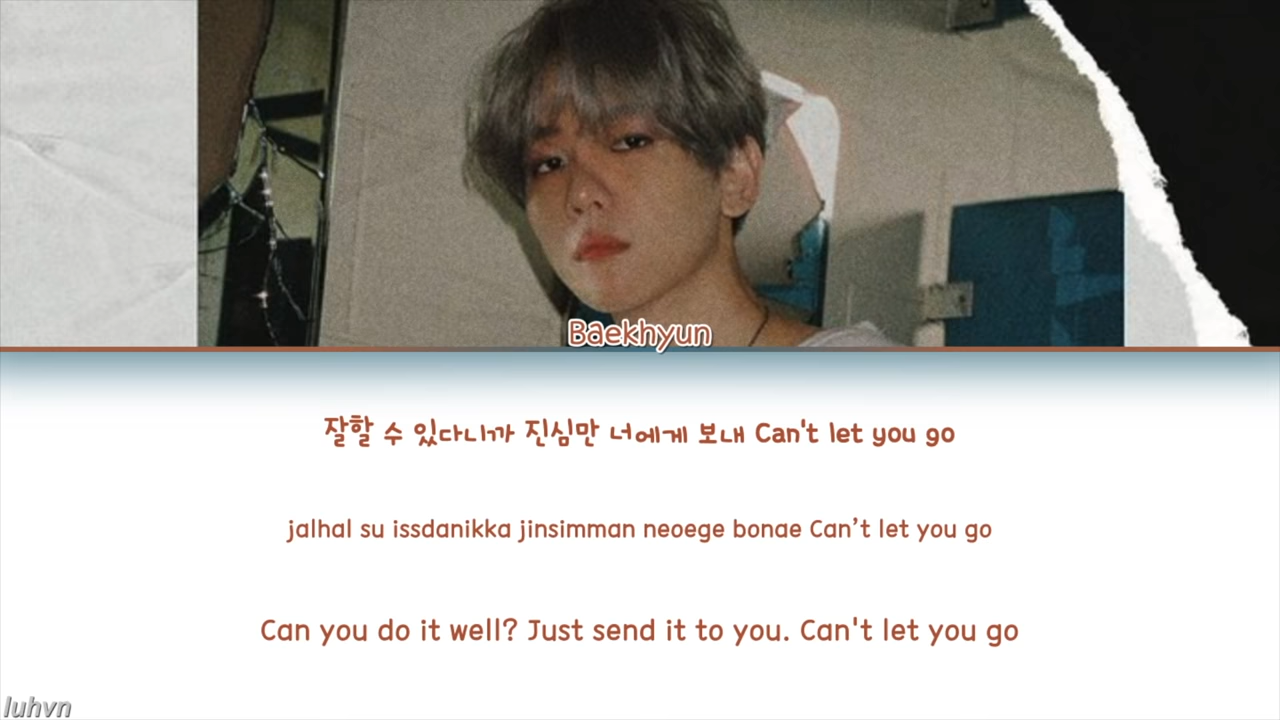 Baekhyun
잘할 수 있다니까 진심만 너에게 보내 Can't let you go
jalhal su issdanikka jinsimman neoege bonae Can’t let you go
Can you do it well? Just send it to you. Can't let you go
luhvn